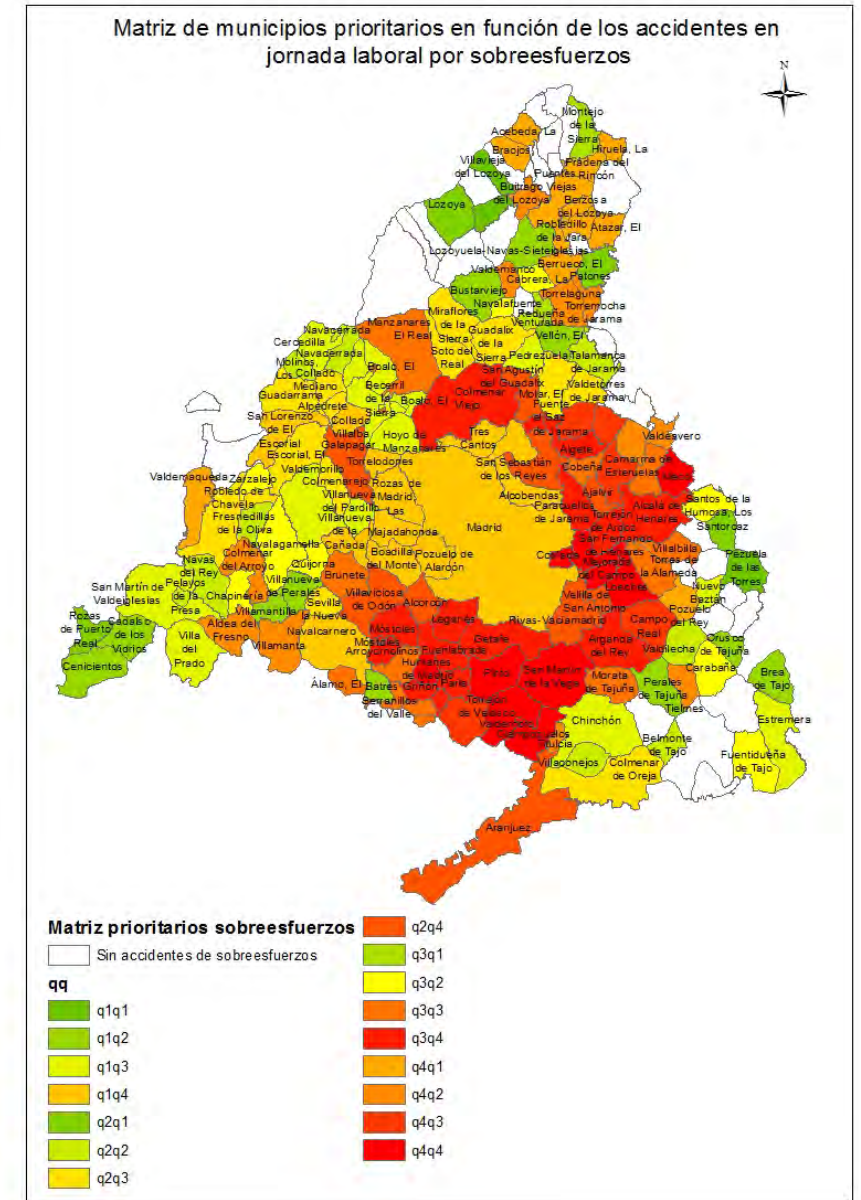 Matriz de municipios prioritarios en función de los accidentes en
jornada laboral por sobreesfuerzos
N
Montejo
de la
Sierra
Acebeda, La
Hiruela, La
Braojos
Prádena del
Rincón
Villavieja
del Lozoya
Puentes Viejas
Buitrago
del Lozoya
Berzosa
del Lozoya
Lozoya
Robledillo
de la Jara
Atazar, El
Lozoyuela-Navas-Sieteiglesias
Berrueco, El
Valdemanco
Cabrera, La
Patones
Bustarviejo
Torrelaguna
Navalafuente
Redueña
Torremocha
de Jarama
Venturada
Miraflores
de la
Sierra
Manzanares
El Real
Guadalix
de la
Sierra
Vellón, El
Navacerrada
Cercedilla
Soto del
Real
Pedrezuela
Talamanca
de Jarama
Navacerrada
Molinos,
Los
Collado
Mediano
Boalo, El
San Agustín
del Guadalix
Becerril
de la
Sierra
Boalo, El
Colmenar
Viejo
Molar, El
Valdetorres
de Jarama
Guadarrama
Alpedrete
Fuente
el Saz
de Jarama
San Lorenzo
de El
Escorial
Collado
Villalba
Hoyo de
Manzanares
Tres
Cantos
Valdeavero
Galapagar
Algete
Escorial, El
Torrelodones
San Sebastián
de los Reyes
Cobeña
Camarma de
Esteruelas
Meco
Valdemaqueda
Zarzalejo
Valdemorillo
Colmenarejo
Rozas de
Madrid,
Las
Alcobendas
Ajalvir
Robledo de
Chavela
Villanueva
del Pardillo
Paracuellos
de Jarama
Alcalá de
Henares
Santos de la
Humosa, Los
Fresnedillas
de la Oliva
Villanueva
de la
Cañada
Majadahonda
Madrid
Torrejón
de Ardoz
Santorcaz
Navalagamella
San Fernando
de Henares
Navas
del Rey
Colmenar
del Arroyo
Quijorna
Boadilla
del Monte
Pozuelo de
Alarcón
Coslada
Mejorada
del Campo
Villalbilla
Torres de
la Alameda
Pezuela
de las
Torres
San Martín de
Valdeiglesias
Pelayos
de la
Presa
Chapinería
Villanueva
de Perales
Brunete
Loeches
Nuevo
Baztán
Villamantilla
Sevilla
la Nueva
Villaviciosa
de Odón
Alcorcón
Velilla de
San Antonio
Rozas
de Puerto
Real
Cadalso
de los
Vidrios
Aldea del
Fresno
Leganés
Rivas-Vaciamadrid
Campo
Real
Pozuelo
del Rey
Villa
del
Prado
Navalcarnero
Móstoles
Móstoles
Getafe
Arganda
del Rey
Valdilecha
Orusco
de Tajuña
Cenicientos
Villamanta
Arroyomolinos
Fuenlabrada
Humanes
de Madrid
Pinto
San Martín
de la Vega
Morata
de Tajuña
Carabaña
Álamo, El
Batres
Griñón
Parla
Perales
de Tajuña
Tielmes
Brea
de Tajo
Serranillos
del Valle
Torrejón
de Velasco
Valdemoro
Ciempozuelos
Chinchón
Estremera
Titulcia
Belmonte
de Tajo
Villaconejos
Colmenar
de Oreja
Fuentidueña
de Tajo
Aranjuez
Matriz prioritarios sobreesfuerzos
Sin accidentes de sobreesfuerzos
qq
q1q1
q1q2
q1q3
q1q4
q2q1
q2q2
q2q3
q2q4
q3q1
q3q2
q3q3
q3q4
q4q1
q4q2
q4q3
q4q4